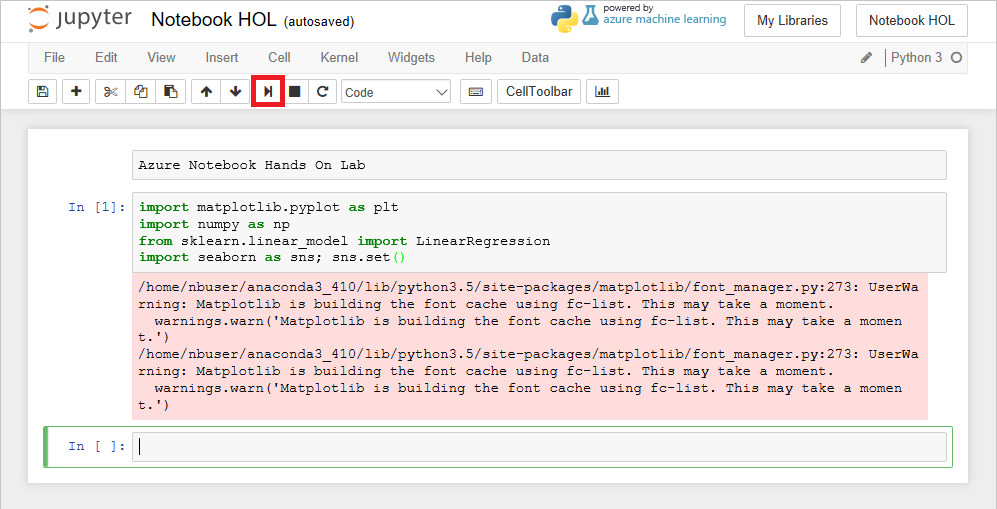 jupyter Notebook HOL (autosaved) powered by
azure machine learning My Libraries Notebook HOL
File Edit View Insert Cell Kernel Widgets Help Data Python 3
Code CellToolbar
Azure Notebook Hands On Lab
In [1]: import matplotlib.pyplot as plt
import numpy as np
from sklearn.linear_model import LinearRegression
import seaborn as sns; sns.set()
/home/nbuser/anaconda3_410/lib/python3.5/site-packages/matplotlib/font_manager.py:273: UserWa
rning: Matplotlib is building the font cache using fc-list. This may take a moment.
  warnings.warn('Matplotlib is building the font cache using fc-list. This may take a momen
t.')
/home/nbuser/anaconda3_410/lib/python3.5/site-packages/matplotlib/font_manager.py:273: UserWa
rning: Matplotlib is building the font cache using fc-list. This may take a moment.
  warnings.warn('Matplotlib is building the font cache using fc-list. This may take a momen
t.')
In [ ]: